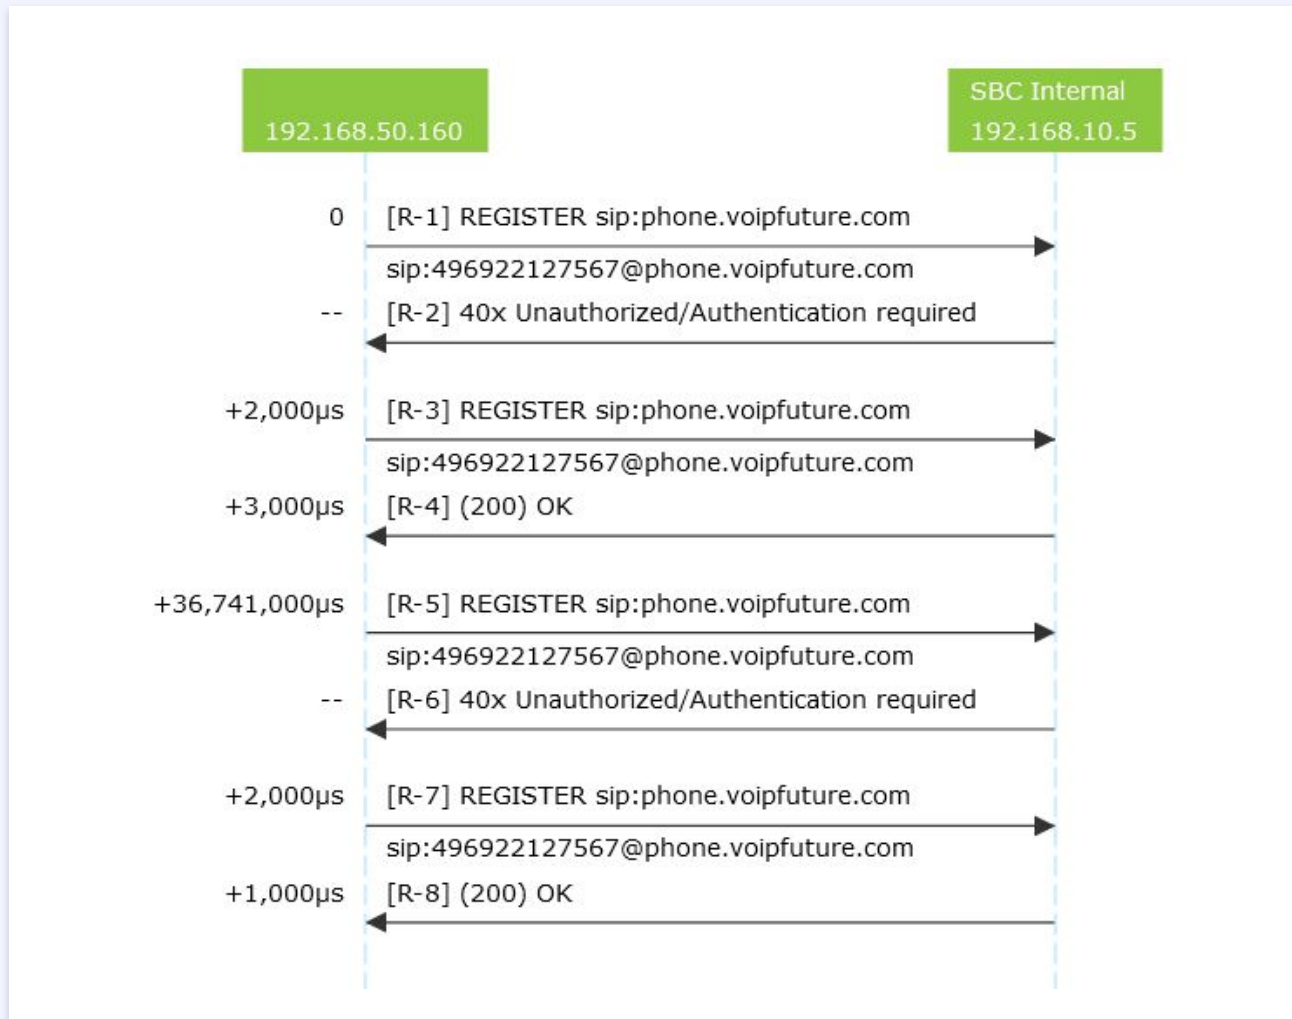 SBC Internal
192.168.50.160 192.168.10.5
0 [R-1] REGISTER sip:phone.voipfuture.com
sip:496922127567@phone.voipfuture.com
-- [R-2] 40x Unauthorized/Authentication required
+2,000µs [R-3] REGISTER sip:phone.voipfuture.com
sip:496922127567@phone.voipfuture.com
+3,000µs [R-4] (200) OK
+36,741,000µs [R-5] REGISTER sip:phone.voipfuture.com
sip:496922127567@phone.voipfuture.com
-- [R-6] 40x Unauthorized/Authentication required
+2,000µs [R-7] REGISTER sip:phone.voipfuture.com
sip:496922127567@phone.voipfuture.com
+1,000µs [R-8] (200) OK